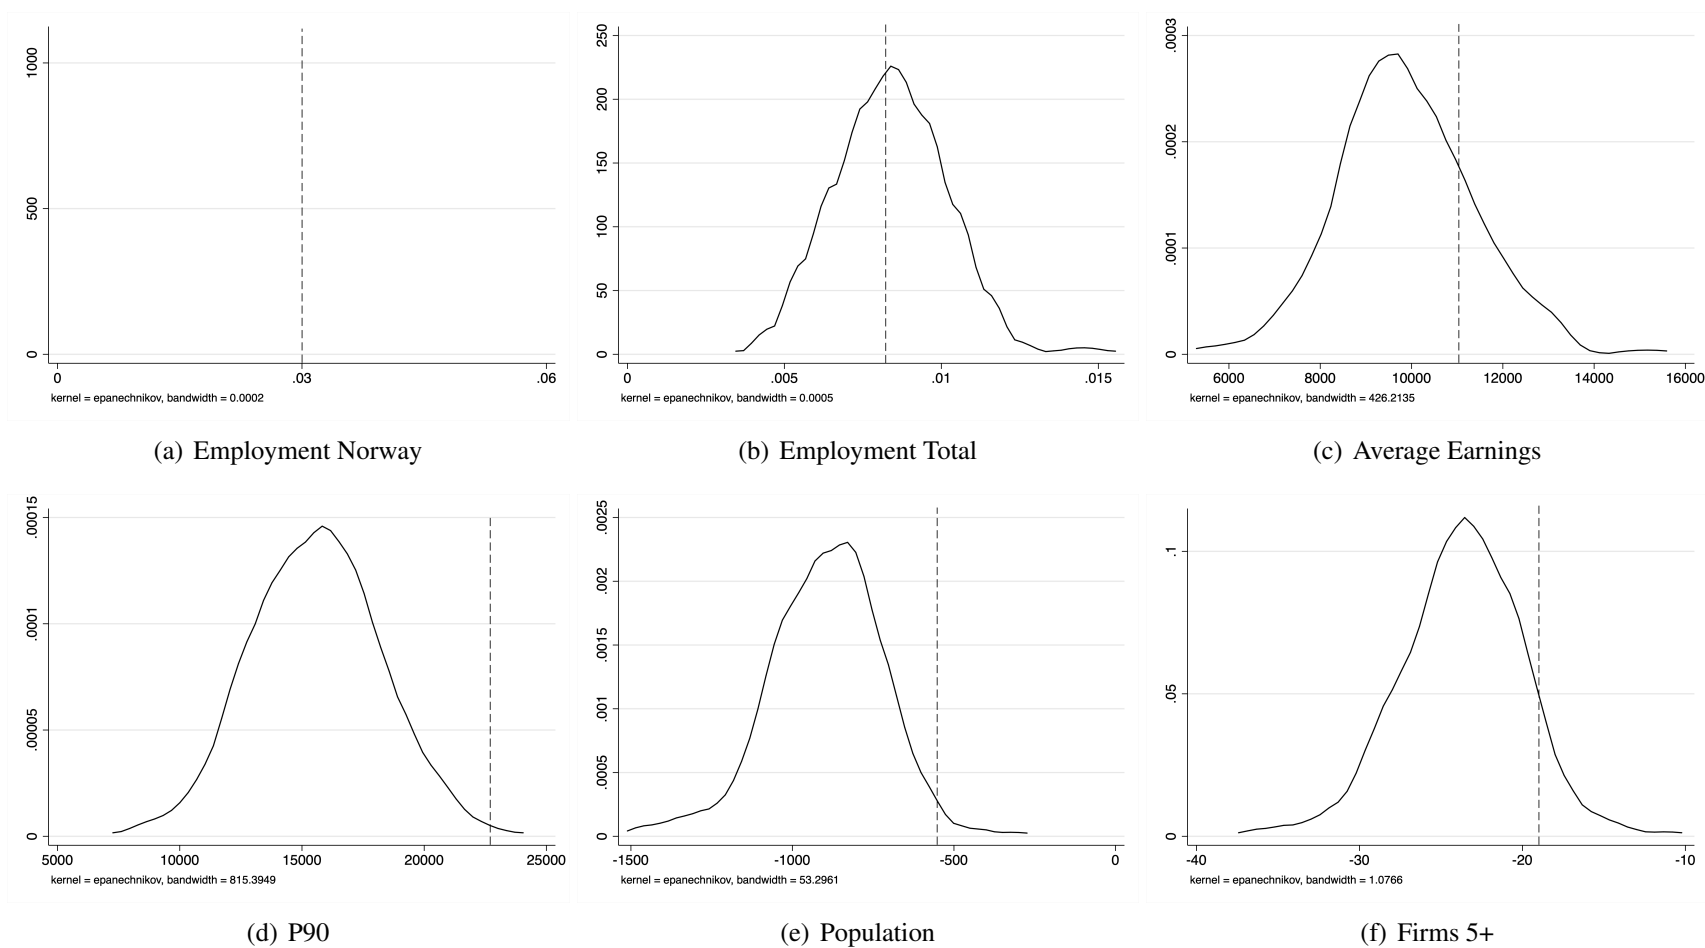 1000
500
0
0 .03 .06
kernel = epanechnikov, bandwidth = 0.0002
(a) Employment Norway
250
200
150
100
50
0
0 .005 .01 .015
kernel = epanechnikov, bandwidth = 0.0005
(b) Employment Total
.0003
.0002
.0001
0
6000 8000 10000 12000 14000 16000
kernel = epanechnikov, bandwidth = 426.2135
(c) Average Earnings
.00015
.0001
.00005
0
5000 10000 15000 20000 25000
kernel = epanechnikov, bandwidth = 815.3949
(d) P90
.0025
.002
.0015
.001
.0005
0
-1500 -1000 -500 0
kernel = epanechnikov, bandwidth = 53.2961
(e) Population
.1
.05
0
-40 -30 -20 -10
kernel = epanechnikov, bandwidth = 1.0766
(f) Firms 5+